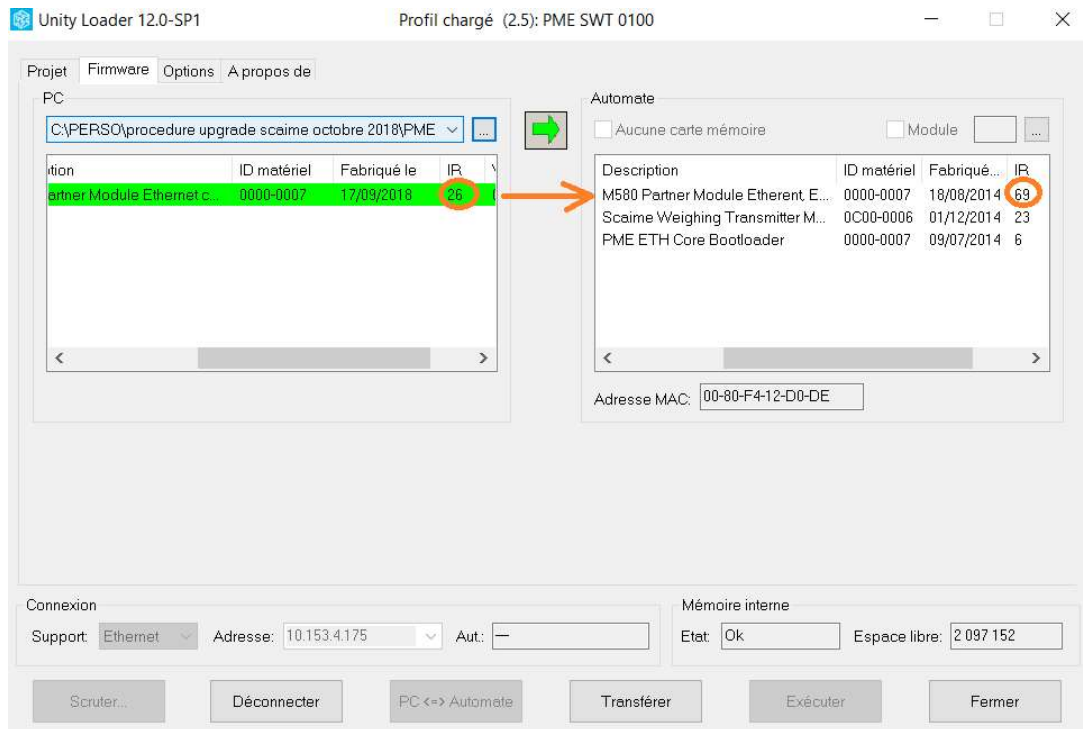 Unity Loader 12.0-SP1 Profil chargé (2.5): PME SWT 0100
Projet Firmware Options A propos de
PC
C:\PERSO\procedure upgrade scaime octobre 2018\PME ...
ition ID matériel Fabriqué le IR
artner Module Ethernet c... 0000-0007 17/09/2018 26
Automate
Aucune carte mémoire Module ...
Description ID matériel Fabriqué... IR
M580 Partner Module Etherent, E... 0000-0007 18/08/2014 69
Scaime Weighing Transmitter M... 0C00-0006 01/12/2014 23
PME ETH Core Bootloader 0000-0007 09/07/2014 6
Adresse MAC: 00-80-F4-12-D0-DE
Connexion
Support: Ethernet Adresse: 10.153.4.175 Aut.: —
Mémoire interne
Etat: Ok Espace libre: 2 097 152
Scruter... Déconnecter PC <=> Automate Transférer Exécuter Fermer